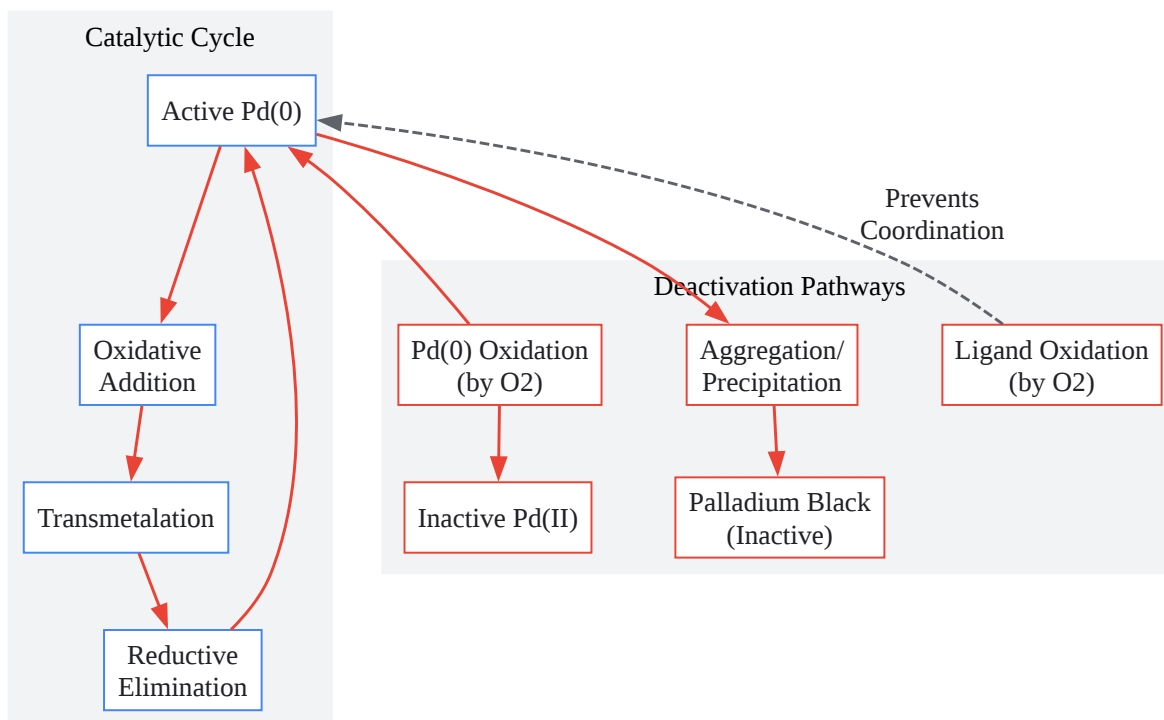 Catalytic Cycle
Active Pd(0)
Oxidative
Addition
Transmetalation
Reductive
Elimination
Prevents
Coordination
Deactivation Pathways
Pd(0) Oxidation
(by O2)
Inactive Pd(II)
Aggregation/
Precipitation
Palladium Black
(Inactive)
Ligand Oxidation
(by O2)